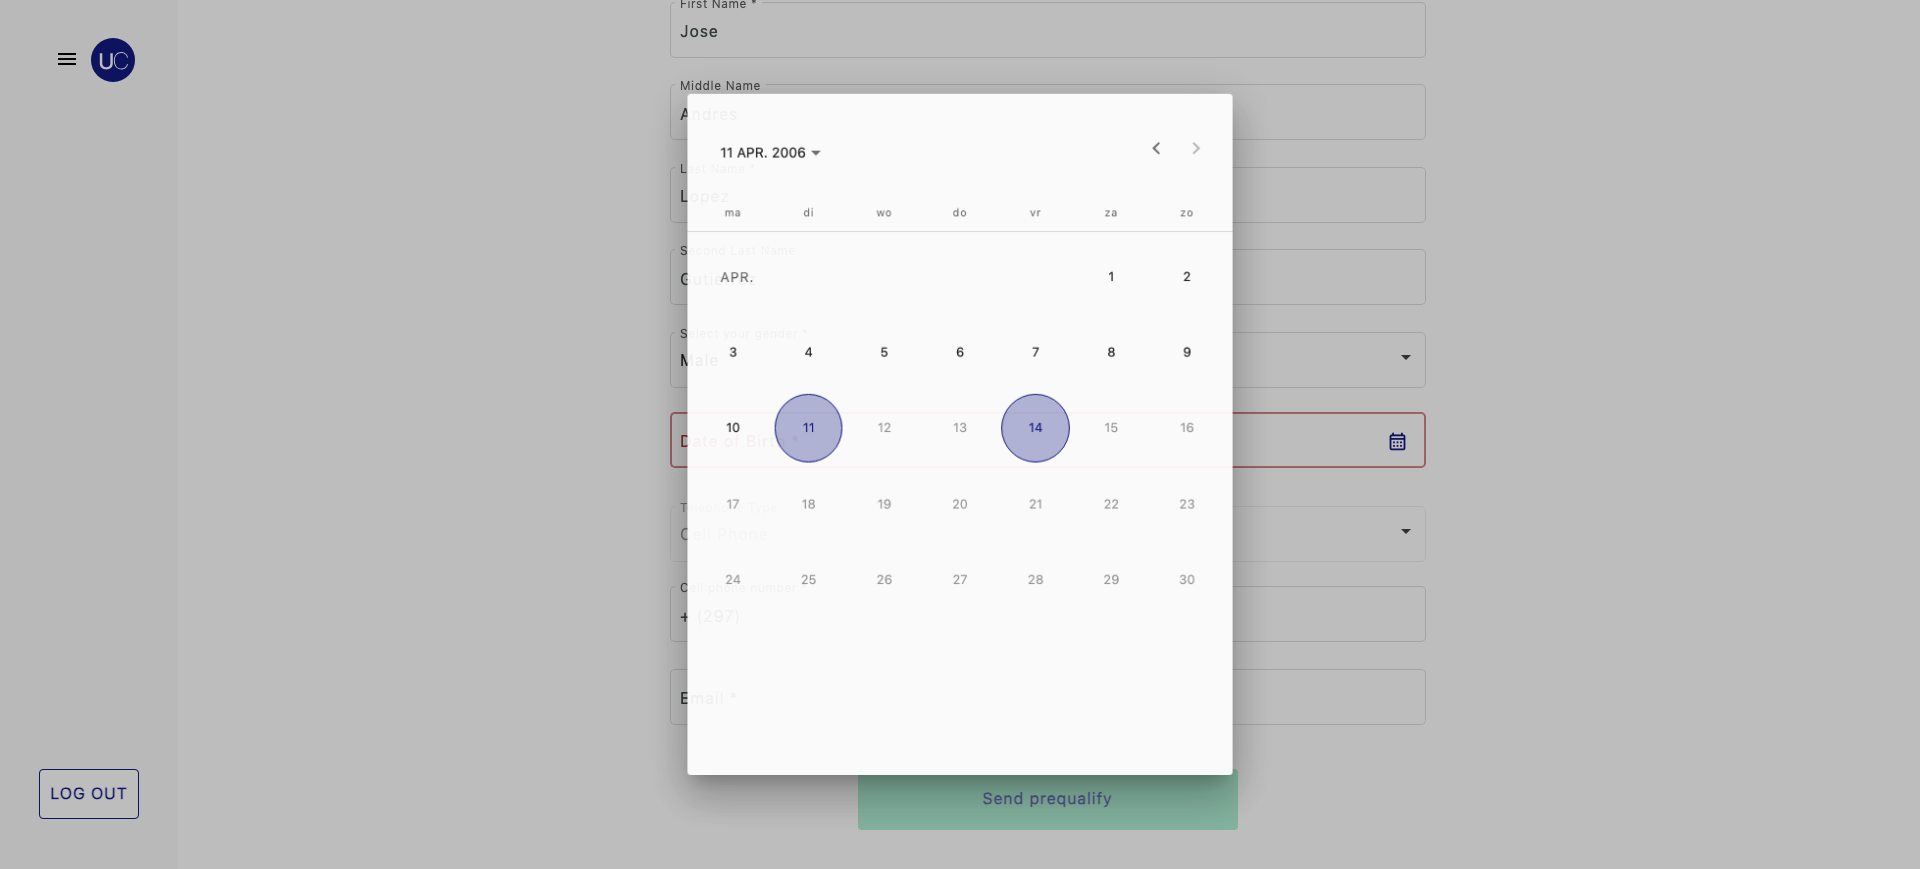 First Name *
Jose
UC
Middle Name
Andres
11 APR. 2006
Last Name *
Lopez
ma di wo do vr za zo
Second Last Name
APR. 1 2
Select your gender *
Male
3 4 5 6 7 8 9
10 11 12 13 14 15 16
Date of Birth *
17 18 19 20 21 22 23
Cell Phone
24 25 26 27 28 29 30
Cell phone number
+ (297)
Email *
LOG OUT
Send prequalify